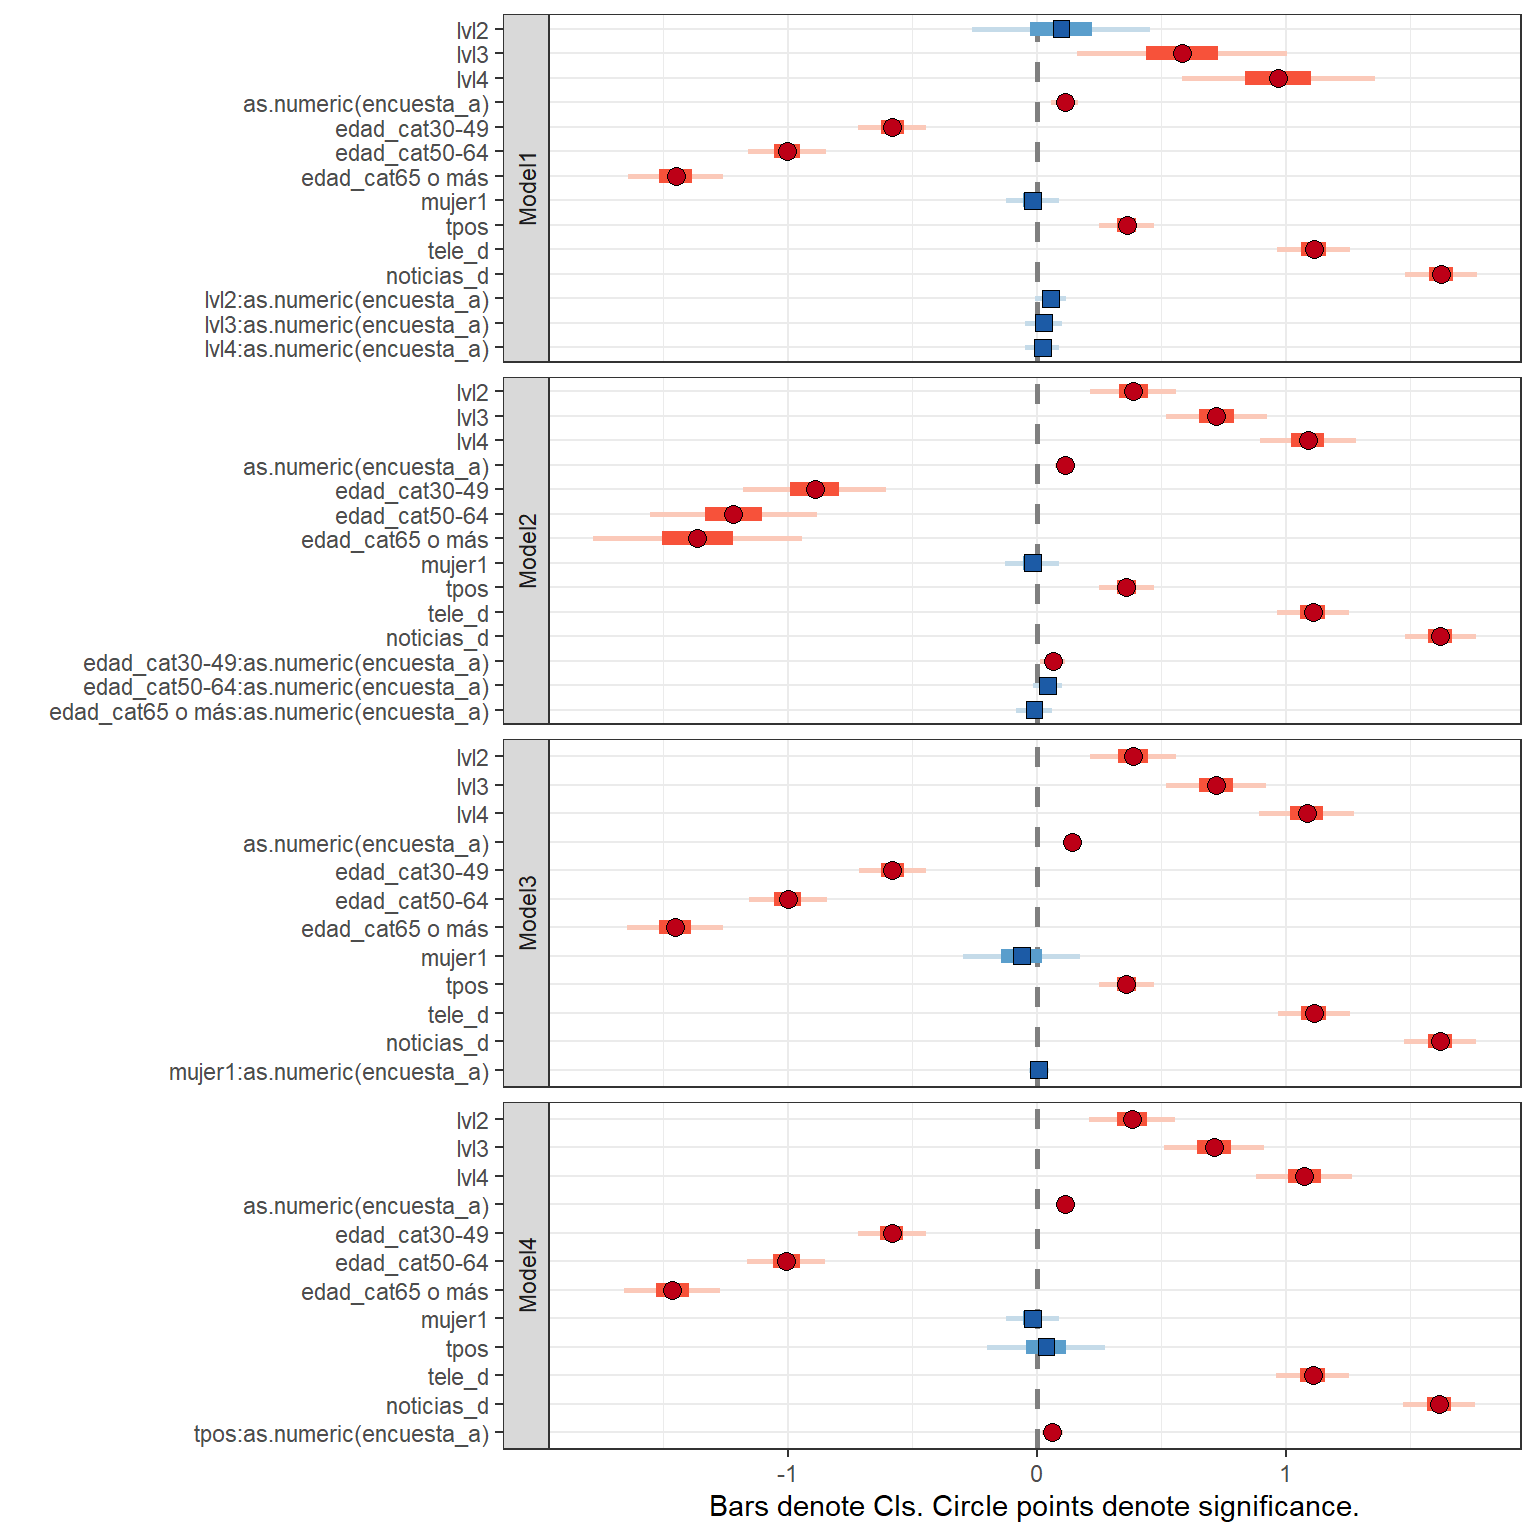 lvl2
lvl3
lvl4
as.numeric(encuesta_a)
edad_cat30-49
edad_cat50-64
edad_cat65 o más
mujer1
tpos
tele_d
noticias_d
lvl2:as.numeric(encuesta_a)
lvl3:as.numeric(encuesta_a)
lvl4:as.numeric(encuesta_a)
Model1
lvl2
lvl3
lvl4
as.numeric(encuesta_a)
edad_cat30-49
edad_cat50-64
edad_cat65 o más
mujer1
tpos
tele_d
noticias_d
edad_cat30-49:as.numeric(encuesta_a)
edad_cat50-64:as.numeric(encuesta_a)
edad_cat65 o más:as.numeric(encuesta_a)
Model2
lvl2
lvl3
lvl4
as.numeric(encuesta_a)
edad_cat30-49
edad_cat50-64
edad_cat65 o más
mujer1
tpos
tele_d
noticias_d
mujer1:as.numeric(encuesta_a)
Model3
lvl2
lvl3
lvl4
as.numeric(encuesta_a)
edad_cat30-49
edad_cat50-64
edad_cat65 o más
mujer1
tpos
tele_d
noticias_d
tpos:as.numeric(encuesta_a)
Model4
-1 0 1
Bars denote CIs. Circle points denote significance.